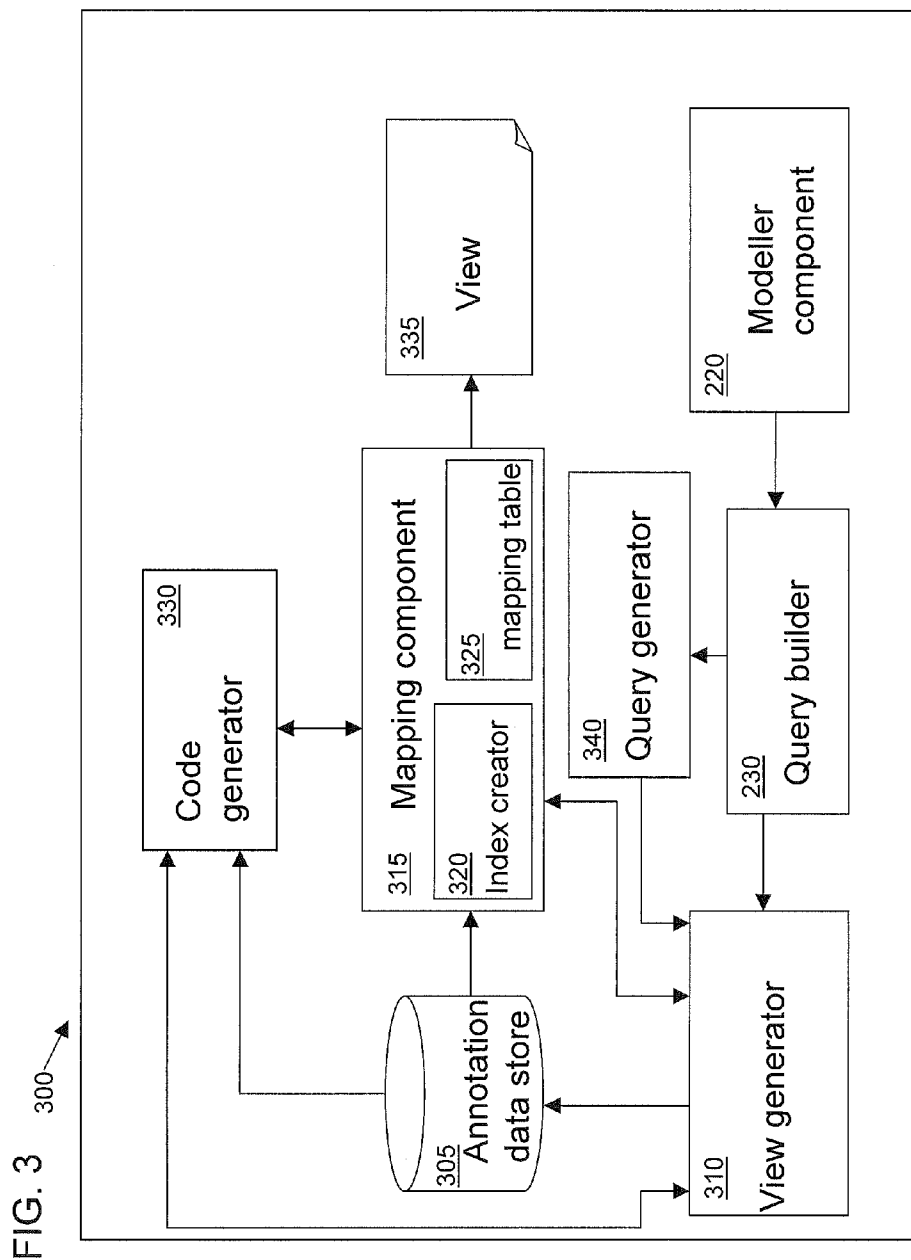 FIG. 3
300
330
Code
generator
305
Annotation
data store
315
Mapping component
320
Index creator
325
mapping table
335
View
340
Query generator
310
View generator
230
Query builder
220
Modeller
component